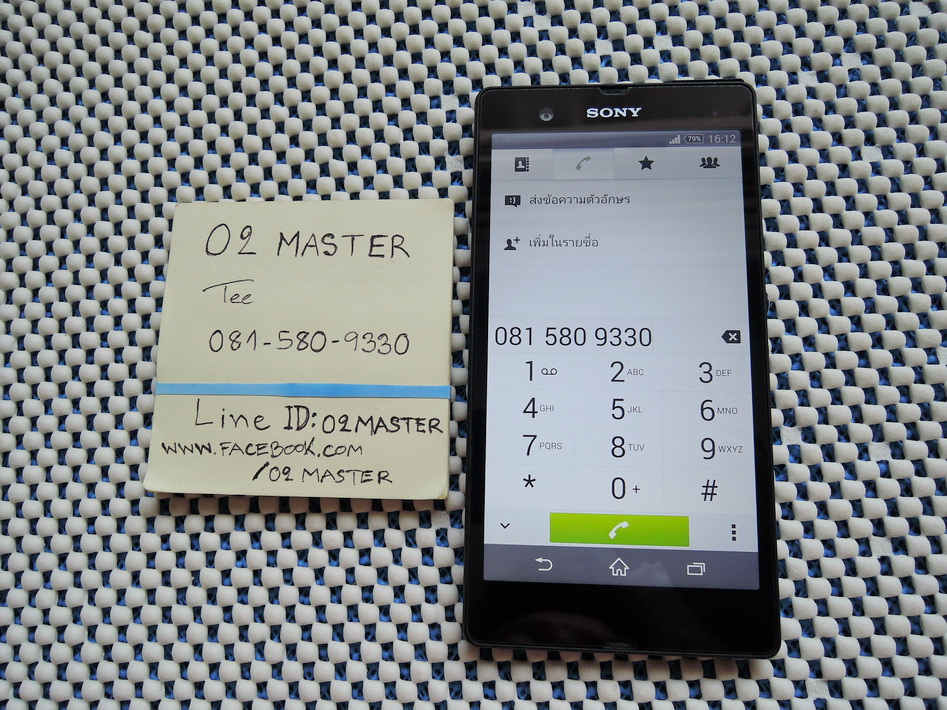 O2 MASTER
Tee
081-580-9330
Line ID: O2MASTER
WWW.FACEBOOK.COM
/O2 MASTER
SONY
79% 16:12
ส่งข้อความตัวอักษร
เพิ่มในรายชื่อ
081 580 9330
1 2 ABC 3 DEF
4 GHI 5 JKL 6 MNO
7 PQRS 8 TUV 9 WXYZ
* 0 + #